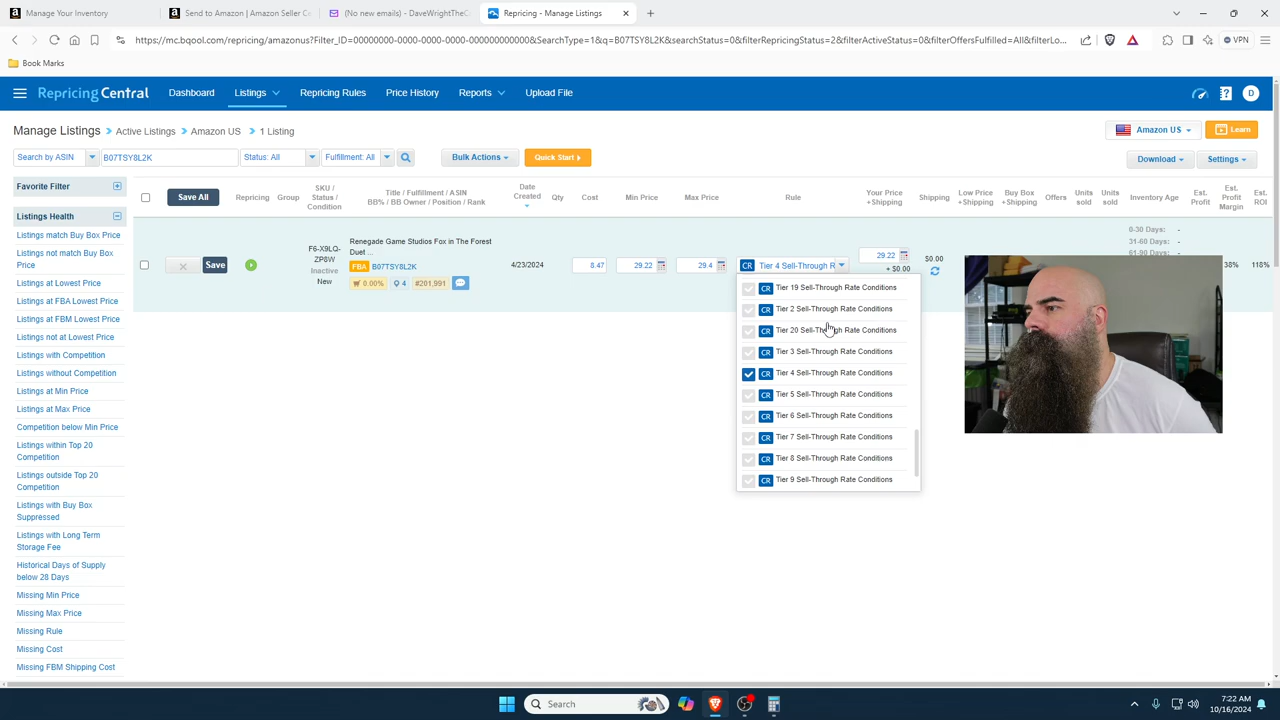 Manage Your Inventory
Send to Amazon | Amazon Seller Ce
(No new emails) - DaveWrightTheC
Repricing - Manage Listings
https://mc.bqool.com/repricing/amazonus?Filter_ID=00000000-0000-0000-0000-000000000000&SearchType=1&q=B07TSY8L2K&searchStatus=0&filterRepricingStatus=2&filterActiveStatus=0&filterOffersFulfilled=All&filterLo...
VPN
Book Marks
Repricing Central
Dashboard
Listings
Repricing Rules
Price History
Reports
Upload File
D
Manage Listings
Active Listings
Amazon US
1 Listing
Amazon US
Learn
Search by ASIN
B07TSY8L2K
Status: All
Fulfillment: All
Bulk Actions
Quick Start
Download
Settings
Favorite Filter
Listings Health
Listings match Buy Box Price
Listings not match Buy Box
Price
Listings at Lowest Price
Listings at FBA Lowest Price
Listings at FBM Lowest Price
Listings not at Lowest Price
Listings with Competition
Listings without Competition
Listings at Min Price
Listings at Max Price
Competition below Min Price
Listings within Top 20
Competition
Listings outside Top 20
Competition
Listings with Buy Box
Suppressed
Listings with Long Term
Storage Fee
Historical Days of Supply
below 28 Days
Missing Min Price
Missing Max Price
Missing Rule
Missing Cost
Missing FBM Shipping Cost
Save All
Repricing
Group
SKU /
Status /
Condition
Title / Fulfillment / ASIN
BB% / BB Owner / Position / Rank
Date
Created
Qty
Cost
Min Price
Max Price
Rule
Your Price
+Shipping
Shipping
Low Price
+Shipping
Buy Box
+Shipping
Offers
Units
sold
Units
sold
Inventory Age
Est.
Profit
Est.
Profit
Margin
Est.
ROI
Save
F6-X9LQ-
ZP8W
Inactive
New
Renegade Game Studios Fox in The Forest
Duet ...
FBA B07TSY8L2K
0.00%
4
#201,991
4/23/2024
8.47
29.22
29.4
CR Tier 4 Sell-Through R
29.22
+ $0.00
$0.00
0-30 Days: -
31-60 Days: -
61-90 Days: -
38%
118%
CR Tier 19 Sell-Through Rate Conditions
CR Tier 2 Sell-Through Rate Conditions
CR Tier 20 Sell-Through Rate Conditions
CR Tier 3 Sell-Through Rate Conditions
CR Tier 4 Sell-Through Rate Conditions
CR Tier 5 Sell-Through Rate Conditions
CR Tier 6 Sell-Through Rate Conditions
CR Tier 7 Sell-Through Rate Conditions
CR Tier 8 Sell-Through Rate Conditions
CR Tier 9 Sell-Through Rate Conditions
Search
7:22 AM
10/16/2024